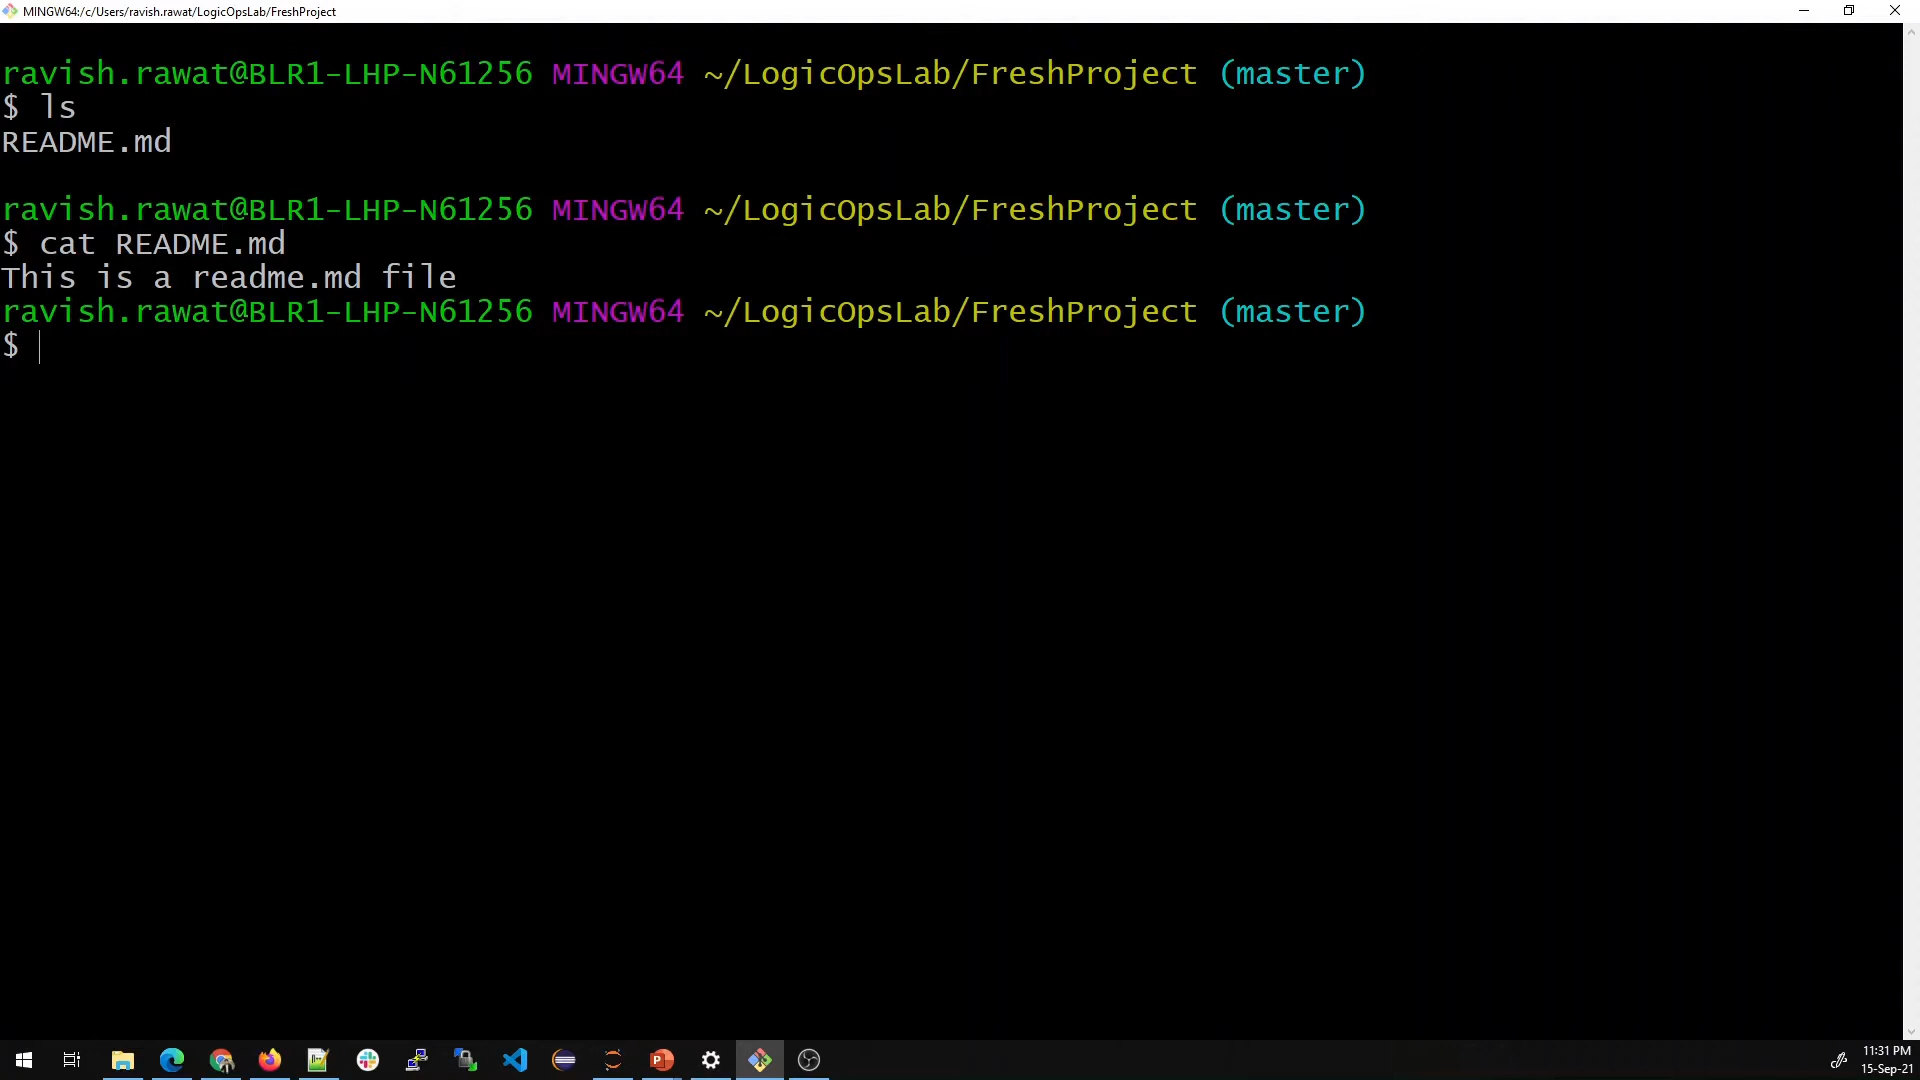 MINGW64:/c/Users/ravish.rawat/LogicOpsLab/FreshProject
ravish.rawat@BLR1-LHP-N61256 MINGW64 ~/LogicOpsLab/FreshProject (master)
$ ls
README.md
ravish.rawat@BLR1-LHP-N61256 MINGW64 ~/LogicOpsLab/FreshProject (master)
$ cat README.md
This is a readme.md file
ravish.rawat@BLR1-LHP-N61256 MINGW64 ~/LogicOpsLab/FreshProject (master)
$
11:31 PM
15-Sep-21